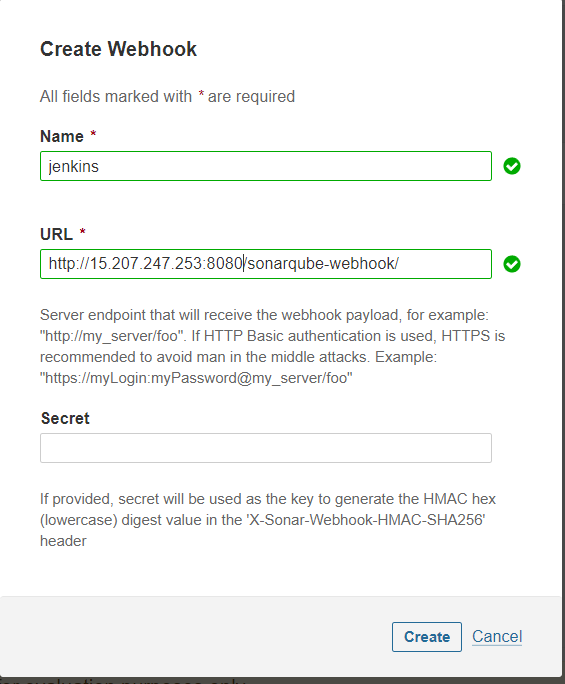 Create Webhook
All fields marked with * are required
Name *
jenkins
URL *
http://15.207.247.253:8080/sonarqube-webhook/
Server endpoint that will receive the webhook payload, for example:
"http://my_server/foo". If HTTP Basic authentication is used, HTTPS is
recommended to avoid man in the middle attacks. Example:
"https://myLogin:myPassword@my_server/foo"
Secret
If provided, secret will be used as the key to generate the HMAC hex
(lowercase) digest value in the 'X-Sonar-Webhook-HMAC-SHA256'
header
Create Cancel
evaluation purposes only